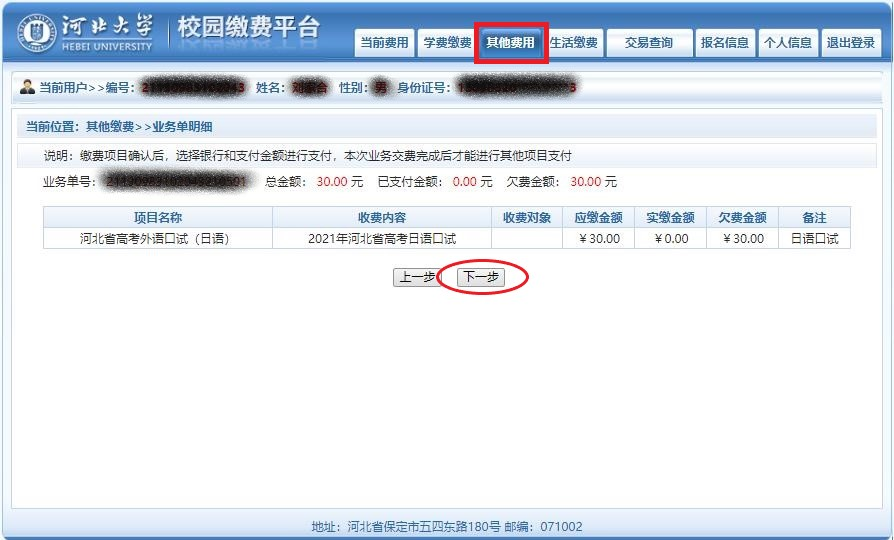 河北大学 校园缴费平台
HEBEI UNIVERSITY
当前费用 学费缴费 其他费用 生活缴费 交易查询 报名信息 个人信息 退出登录
当前用户>>编号: 姓名: 性别: 男 身份证号:
当前位置: 其他缴费>>业务单明细
说明: 缴费项目确认后, 选择银行和支付金额进行支付, 本次业务交费完成后才能进行其他项目支付
业务单号: 总金额: 30.00 元 已支付金额: 0.00 元 欠费金额: 30.00 元
项目名称 收费内容 收费对象 应缴金额 实缴金额 欠费金额 备注
河北省高考外语口试（日语） 2021年河北省高考日语口试 ￥30.00 ￥0.00 ￥30.00 日语口试
上一步 下一步
地址: 河北省保定市五四东路180号 邮编: 071002